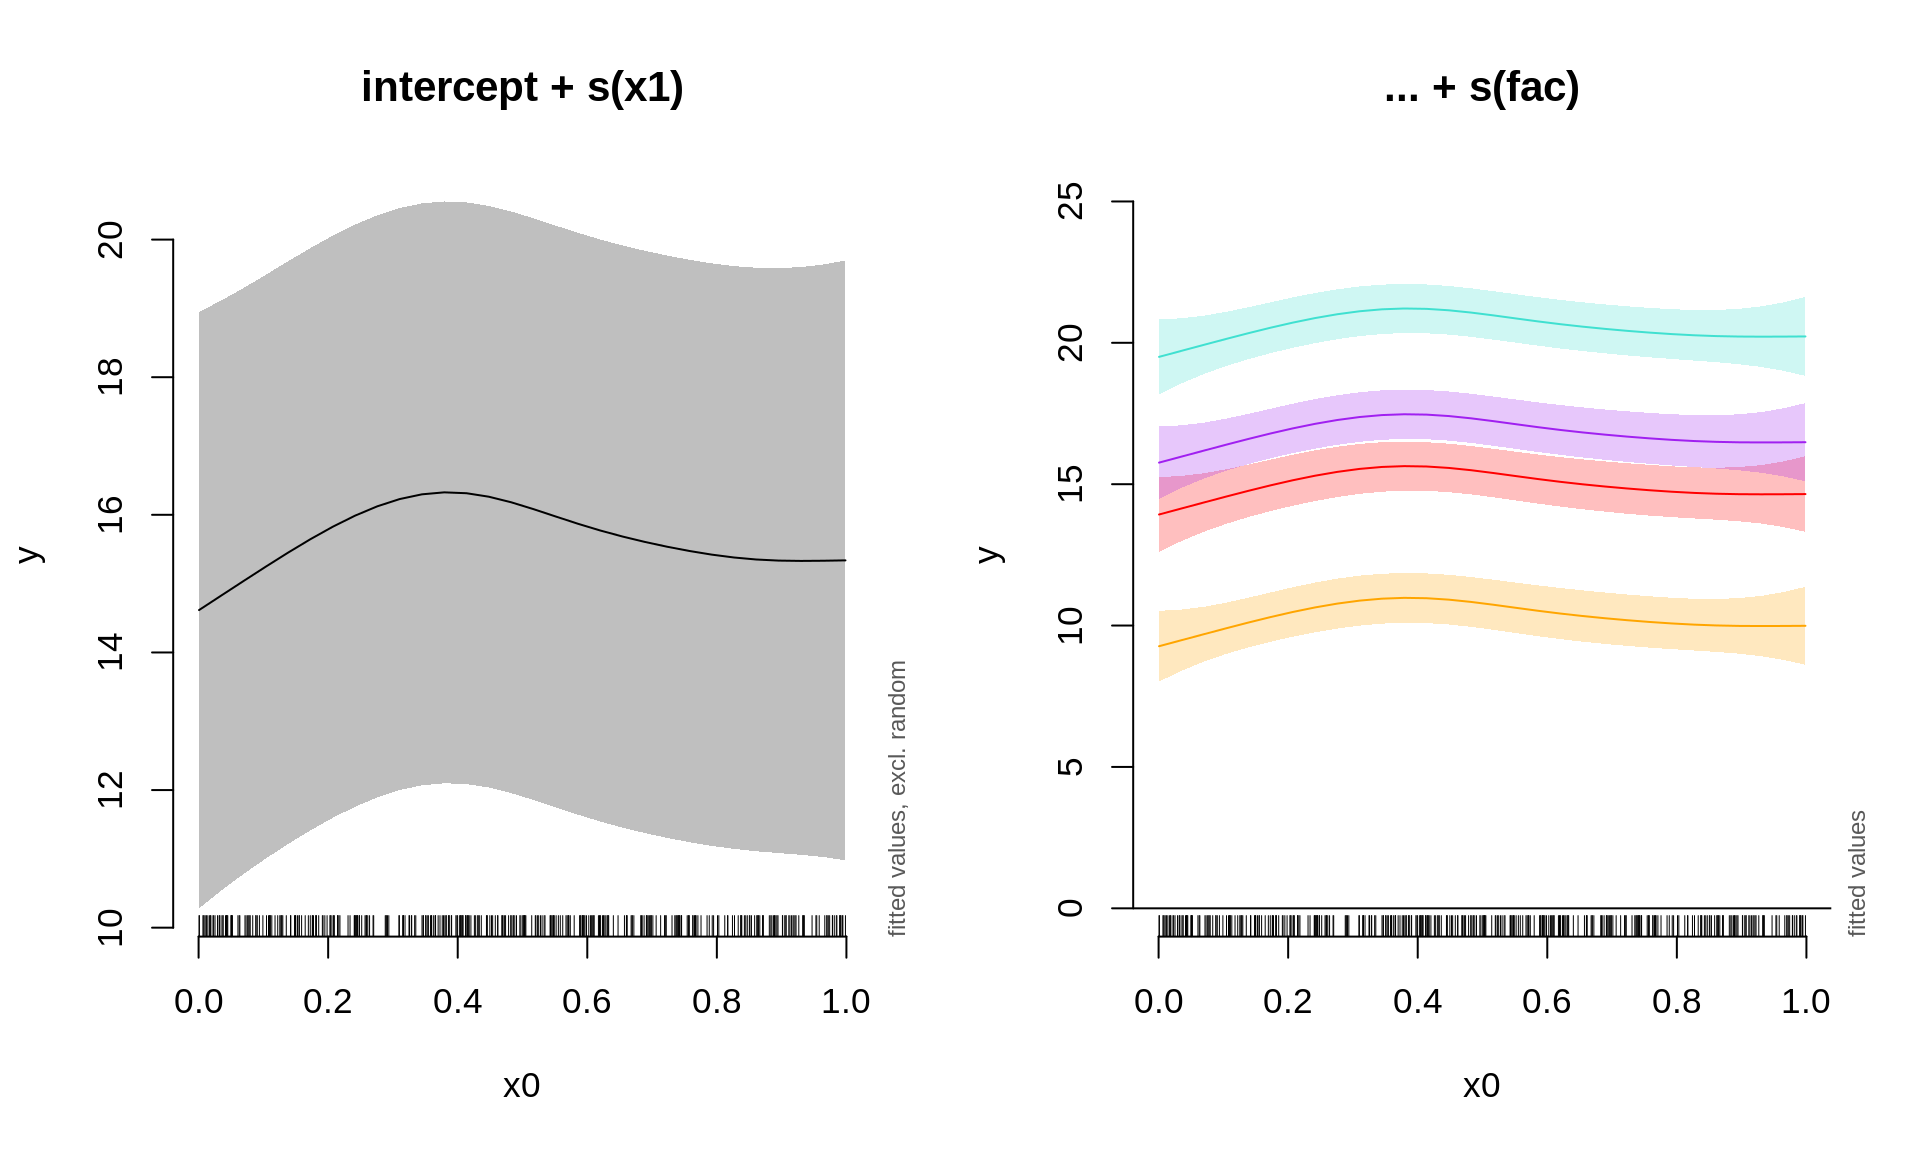 intercept + s(x1)
y
20
18
16
14
12
10
0.0 0.2 0.4 0.6 0.8 1.0
x0
fitted values, excl. random
... + s(fac)
y
25
20
15
10
5
0
0.0 0.2 0.4 0.6 0.8 1.0
x0
fitted values